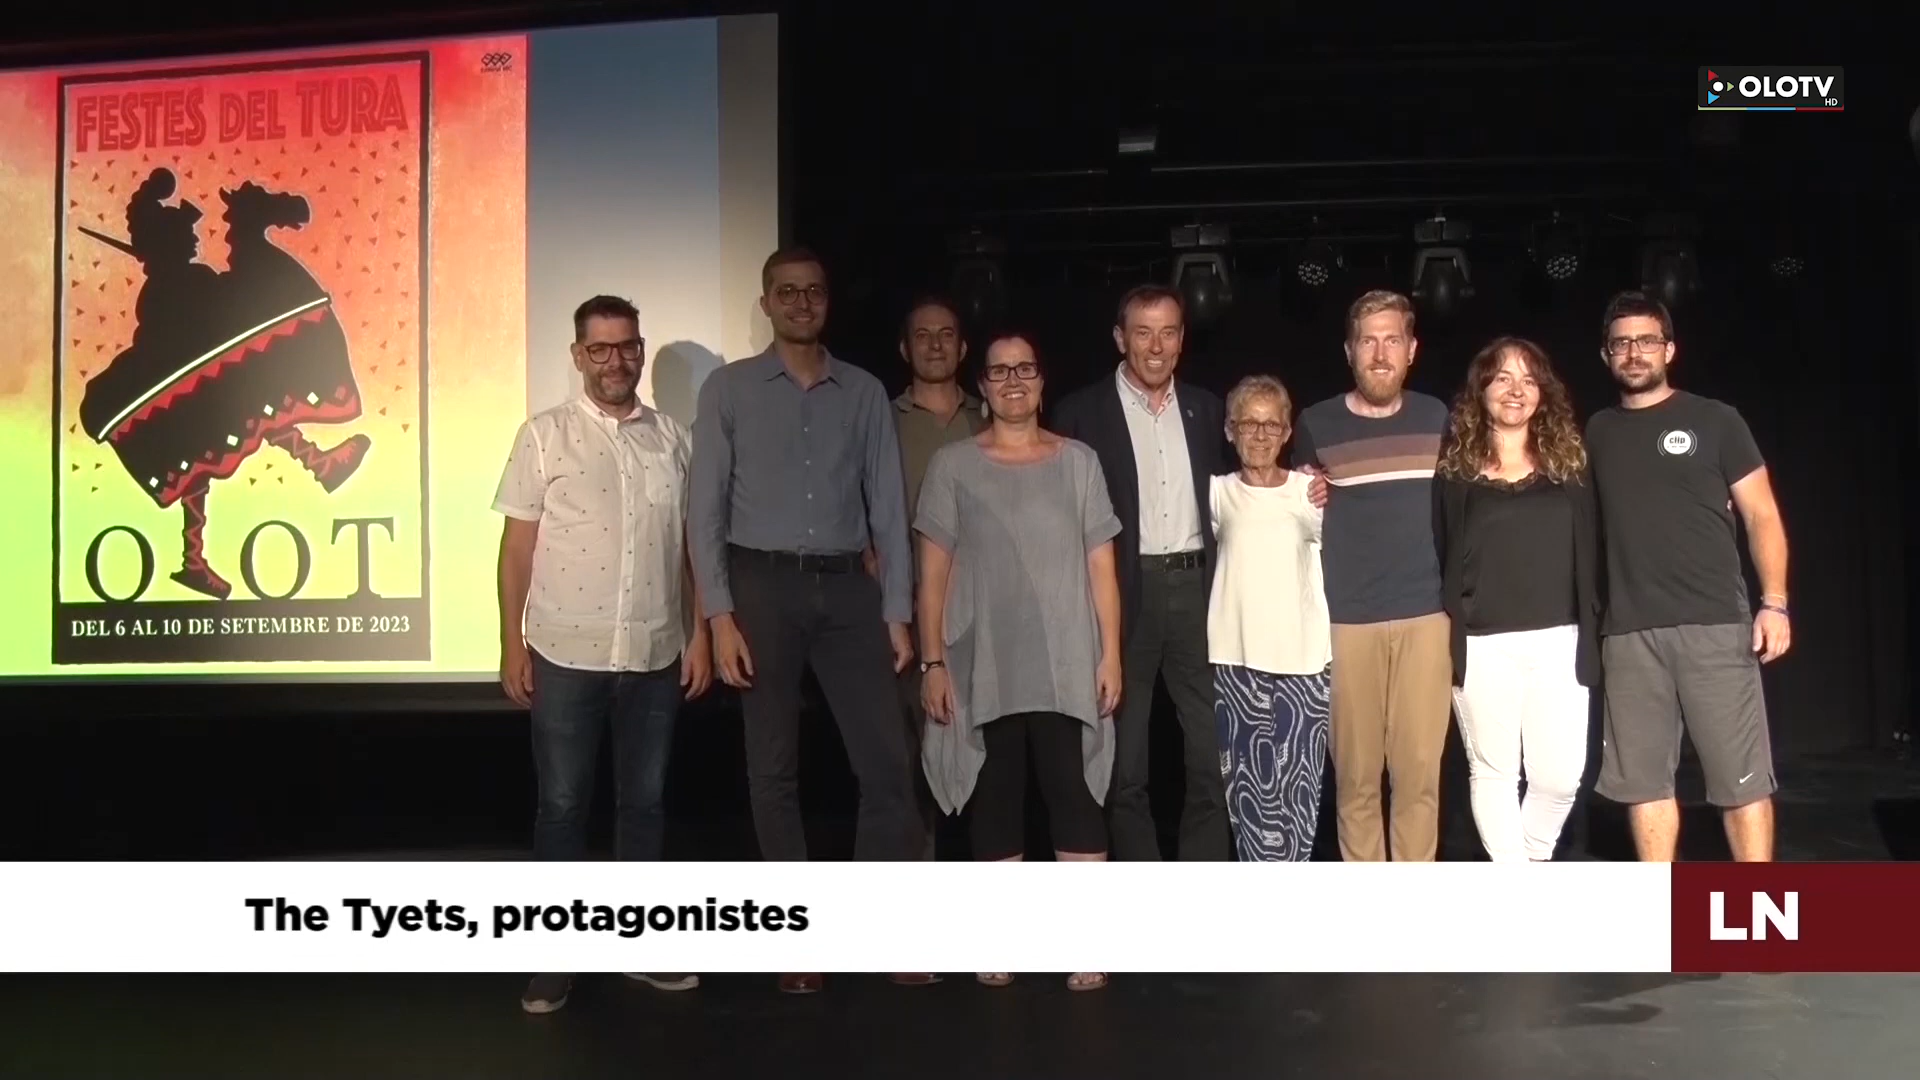 FESTES DEL TURA
OLOT
DEL 6 AL 10 DE SETEMBRE DE 2023
OLOTV
HD
clip
The Tyets, protagonistes
LN